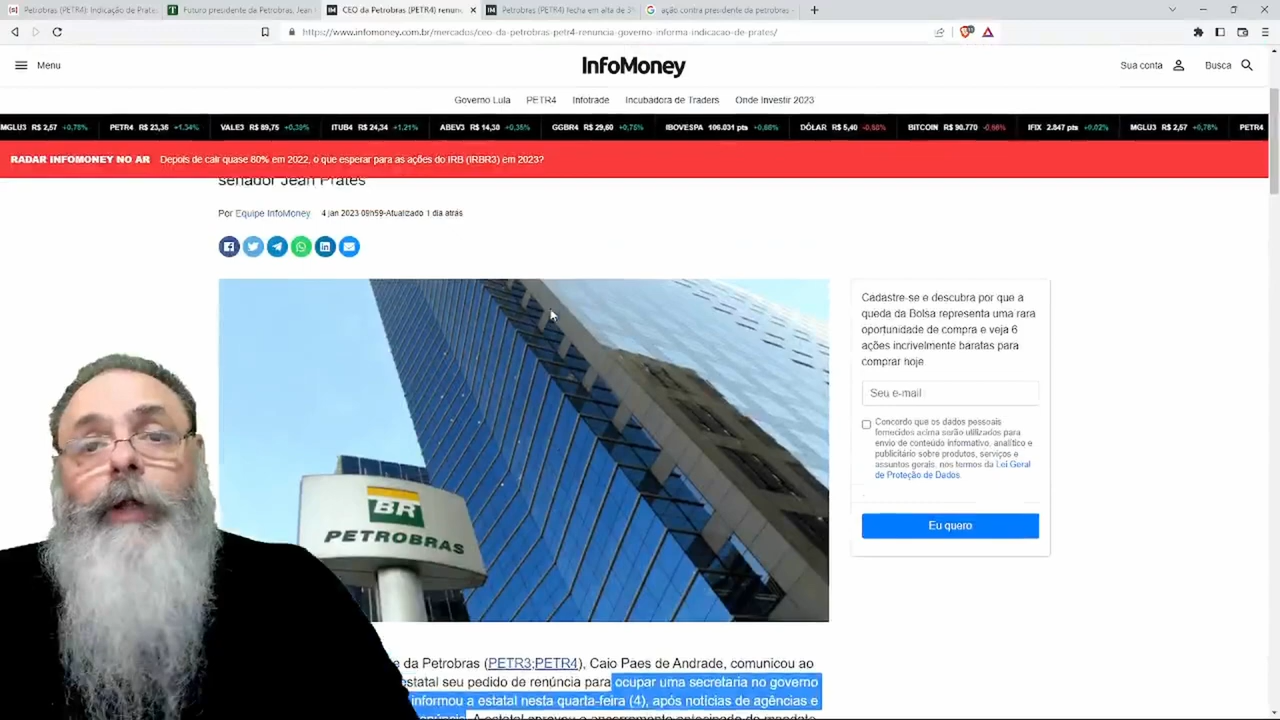 Petrobras (PETR4): Indicação de Prates
Futuro presidente da Petrobras, Jean
CEO da Petrobras (PETR4) renun
Petrobras (PETR4) fecha em alta de 3
ação contra presidente da petrobras -
https://www.infomoney.com.br/mercados/ceo-da-petrobras-petr4-renuncia-governo-informa-indicacao-de-prates/
Menu
InfoMoney
Sua conta
Busca
Governo Lula PETR4 Infotrade Incubadora de Traders Onde Investir 2023
MGLU3 R$ 2,57 +0,78% PETR4 R$ 23,36 +1,34% VALE3 R$ 89,75 +0,39% ITUB4 R$ 24,34 +1,21% ABEV3 R$ 14,38 +0,35% GGBR4 R$ 29,60 +0,75% IBOVESPA 106.031 pts +0,66% DÓLAR R$ 5,40 -0,88% BITCOIN R$ 90.770 -0,66% IFIX 2.847 pts +0,02% MGLU3 R$ 2,57 +0,78% PETR4
RADAR INFOMONEY NO AR Depois de cair quase 80% em 2022, o que esperar para as ações do IRB (IRBR3) em 2023?
senador Jean Prates
Por Equipe InfoMoney 4 jan 2023 09h59-Atualizado 1 dia atrás
Cadastre-se e descubra por que a
queda da Bolsa representa uma rara
oportunidade de compra e veja 6
ações incrivelmente baratas para
comprar hoje
Seu e-mail
Concordo que os dados pessoais
fornecidos acima serão utilizados para
envio de conteúdo informativo, analítico e
publicitário sobre produtos, serviços e
assuntos gerais, nos termos da Lei Geral
de Proteção de Dados.
Eu quero
BR
PETROBRAS
da Petrobras (PETR3;PETR4), Caio Paes de Andrade, comunicou ao
estatal seu pedido de renúncia para ocupar uma secretaria no governo
informou a estatal nesta quarta-feira (4), após notícias de agências e